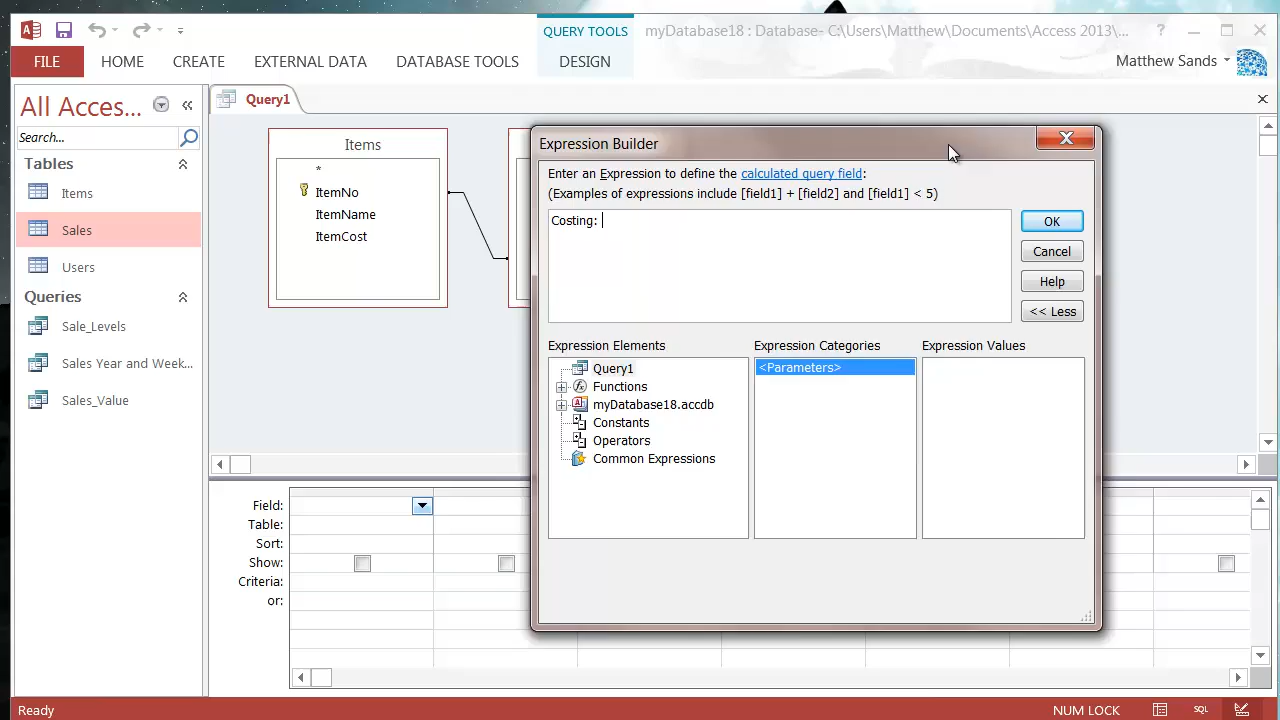 QUERY TOOLS
myDatabase18 : Database- C:\Users\Matthew\Documents\Access 2013\...
?
FILE
HOME
CREATE
EXTERNAL DATA
DATABASE TOOLS
DESIGN
Matthew Sands
All Acces...
Search...
Tables
Items
Sales
Users
Queries
Sale_Levels
Sales Year and Week...
Sales_Value
Query1
Items
*
ItemNo
ItemName
ItemCost
Expression Builder
Enter an Expression to define the calculated query field:
(Examples of expressions include [field1] + [field2] and [field1] < 5)
Costing:
OK
Cancel
Help
<< Less
Expression Elements
Query1
Functions
myDatabase18.accdb
Constants
Operators
Common Expressions
Expression Categories
<Parameters>
Expression Values
Field:
Table:
Sort:
Show:
Criteria:
or:
Ready
NUM LOCK
SQL